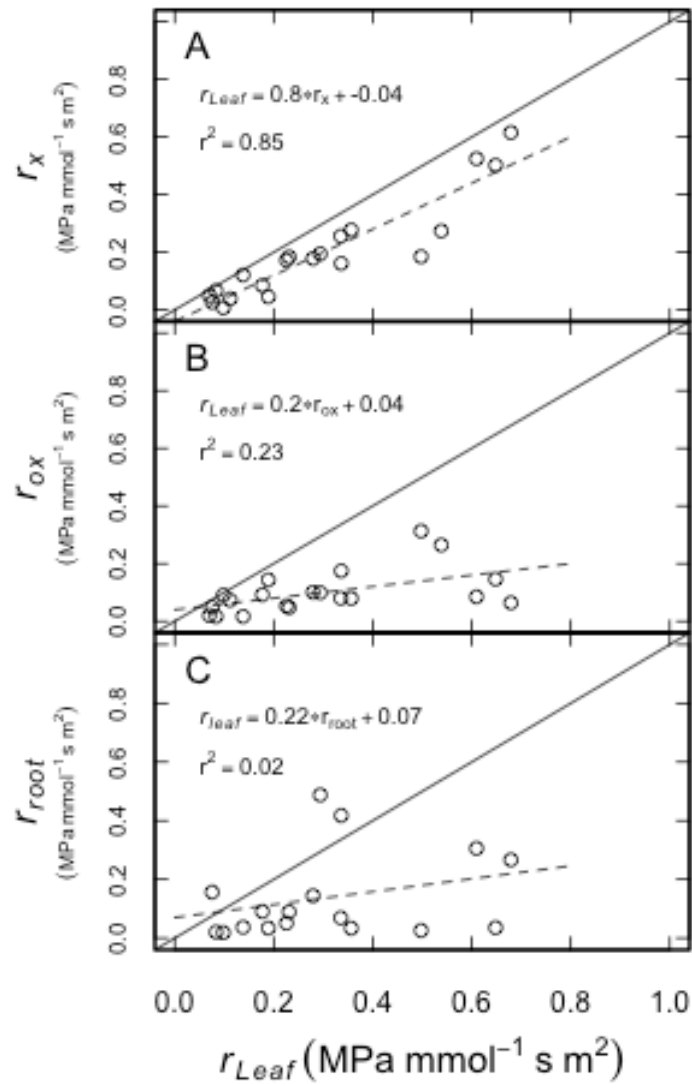 A
r_Leaf = 0.8*r_x + -0.04
r² = 0.85
r_x
(MPa mmol⁻¹ s m²)
0.0 0.2 0.4 0.6 0.8
B
r_Leaf = 0.2*r_ox + 0.04
r² = 0.23
r_ox
(MPa mmol⁻¹ s m²)
0.0 0.2 0.4 0.6 0.8
C
r_leaf = 0.22*r_root + 0.07
r² = 0.02
r_root
(MPa mmol⁻¹ s m²)
0.0 0.2 0.4 0.6 0.8
0.0 0.2 0.4 0.6 0.8 1.0
r_Leaf (MPa mmol⁻¹ s m²)